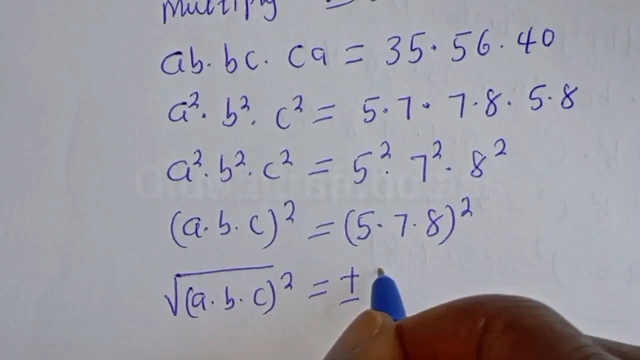 Multiply
ab. bc. ca = 35. 56. 40
a². b². c² = 5.7. 7.8. 5.8
a². b². c² = 5². 7². 8²
(a.b.c)² = (5.7.8)²
√(a.b.c)² = ±